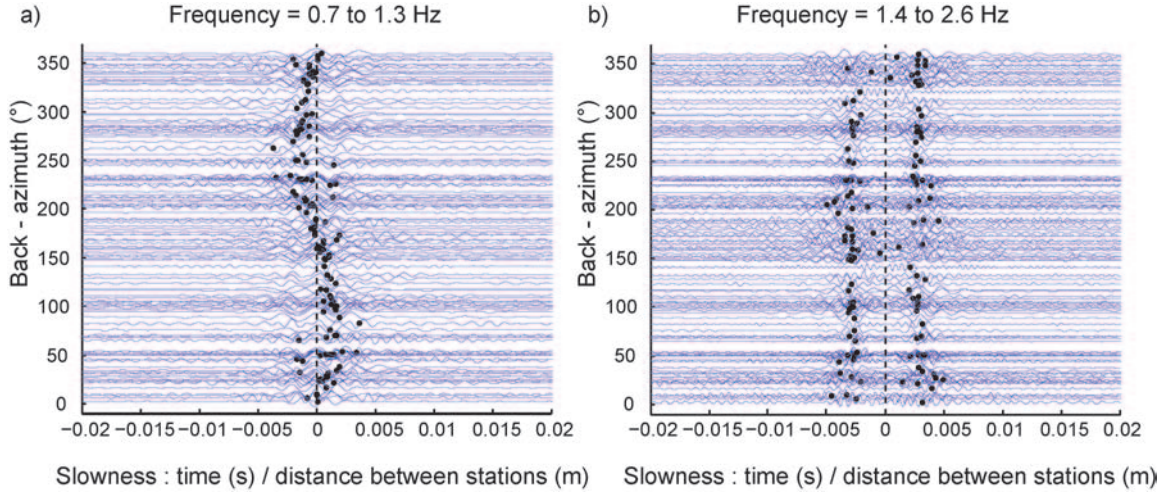 a) Frequency = 0.7 to 1.3 Hz
Back - azimuth (°)
350
300
250
200
150
100
50
0
−0.02 −0.015 −0.01 −0.005 0 0.005 0.01 0.015 0.02
Slowness : time (s) / distance between stations (m)
b) Frequency = 1.4 to 2.6 Hz
Back - azimuth (°)
350
300
250
200
150
100
50
0
−0.02 −0.015 −0.01 −0.005 0 0.005 0.01 0.015 0.02
Slowness : time (s) / distance between stations (m)